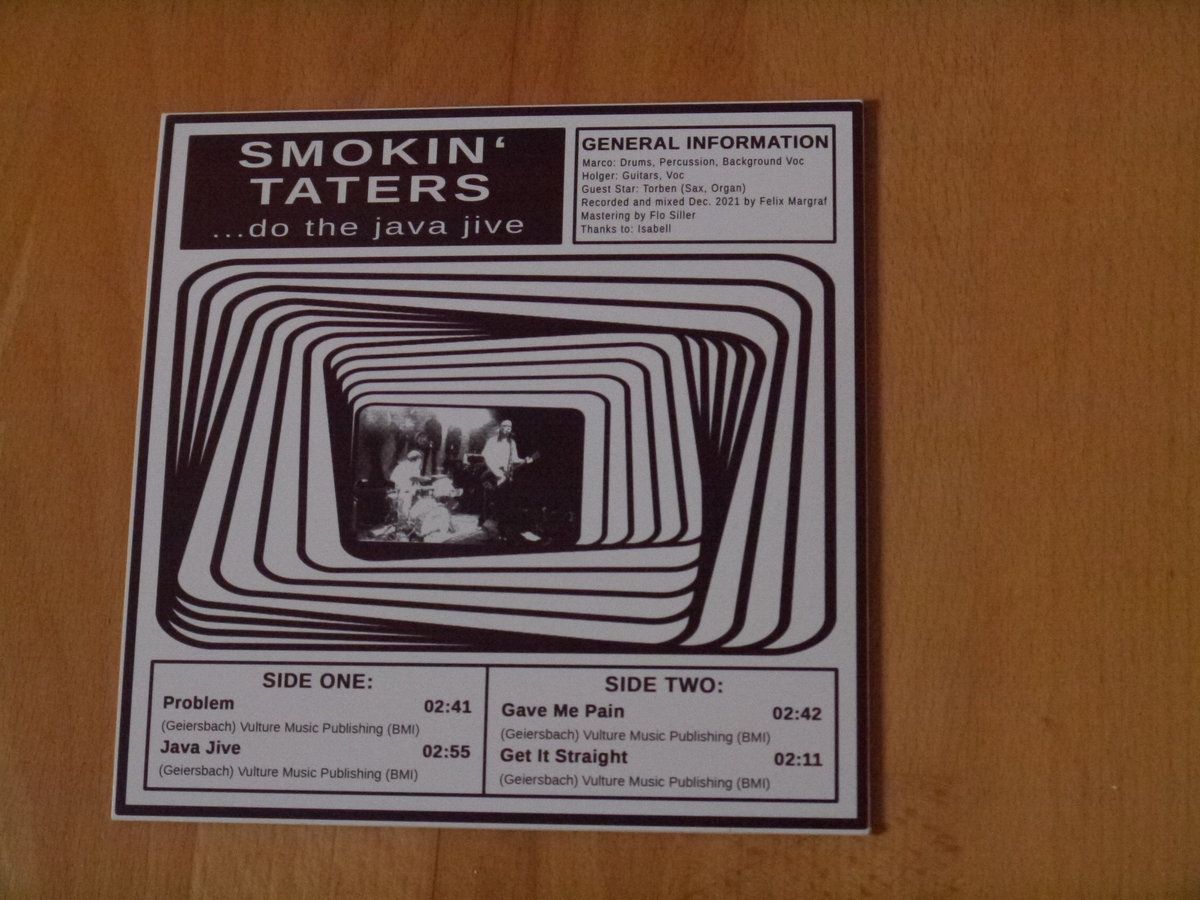 SMOKIN‘
TATERS
...do the java jive
GENERAL INFORMATION
Marco: Drums, Percussion, Background Voc
Holger: Guitars, Voc
Guest Star: Torben (Sax, Organ)
Recorded and mixed Dec. 2021 by Felix Margraf
Mastering by Flo Siller
Thanks to: Isabell
SIDE ONE:
Problem 02:41
(Geiersbach) Vulture Music Publishing (BMI)
Java Jive 02:55
(Geiersbach) Vulture Music Publishing (BMI)
SIDE TWO:
Gave Me Pain 02:42
(Geiersbach) Vulture Music Publishing (BMI)
Get It Straight 02:11
(Geiersbach) Vulture Music Publishing (BMI)